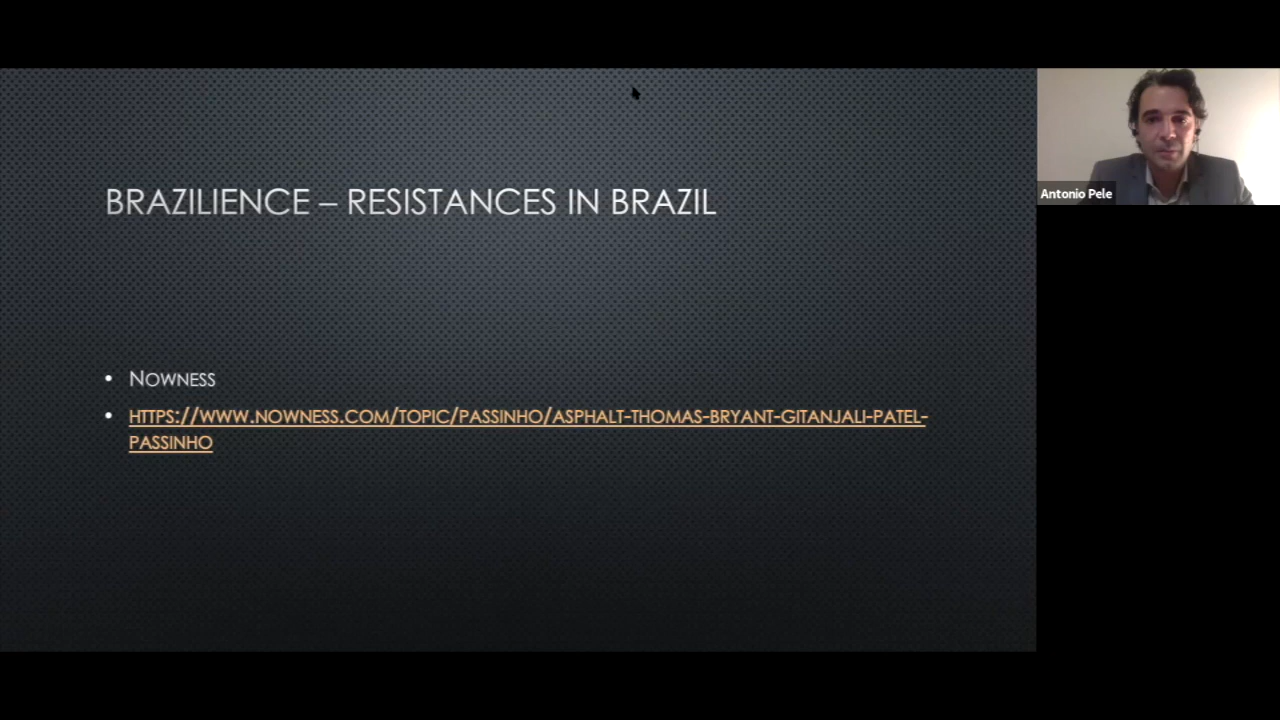 BRAZILIENCE – RESISTANCES IN BRAZIL
• NOWNESS
• HTTPS://WWW.NOWNESS.COM/TOPIC/PASSINHO/ASPHALT-THOMAS-BRYANT-GITANJALI-PATEL-
PASSINHO
Antonio Pele